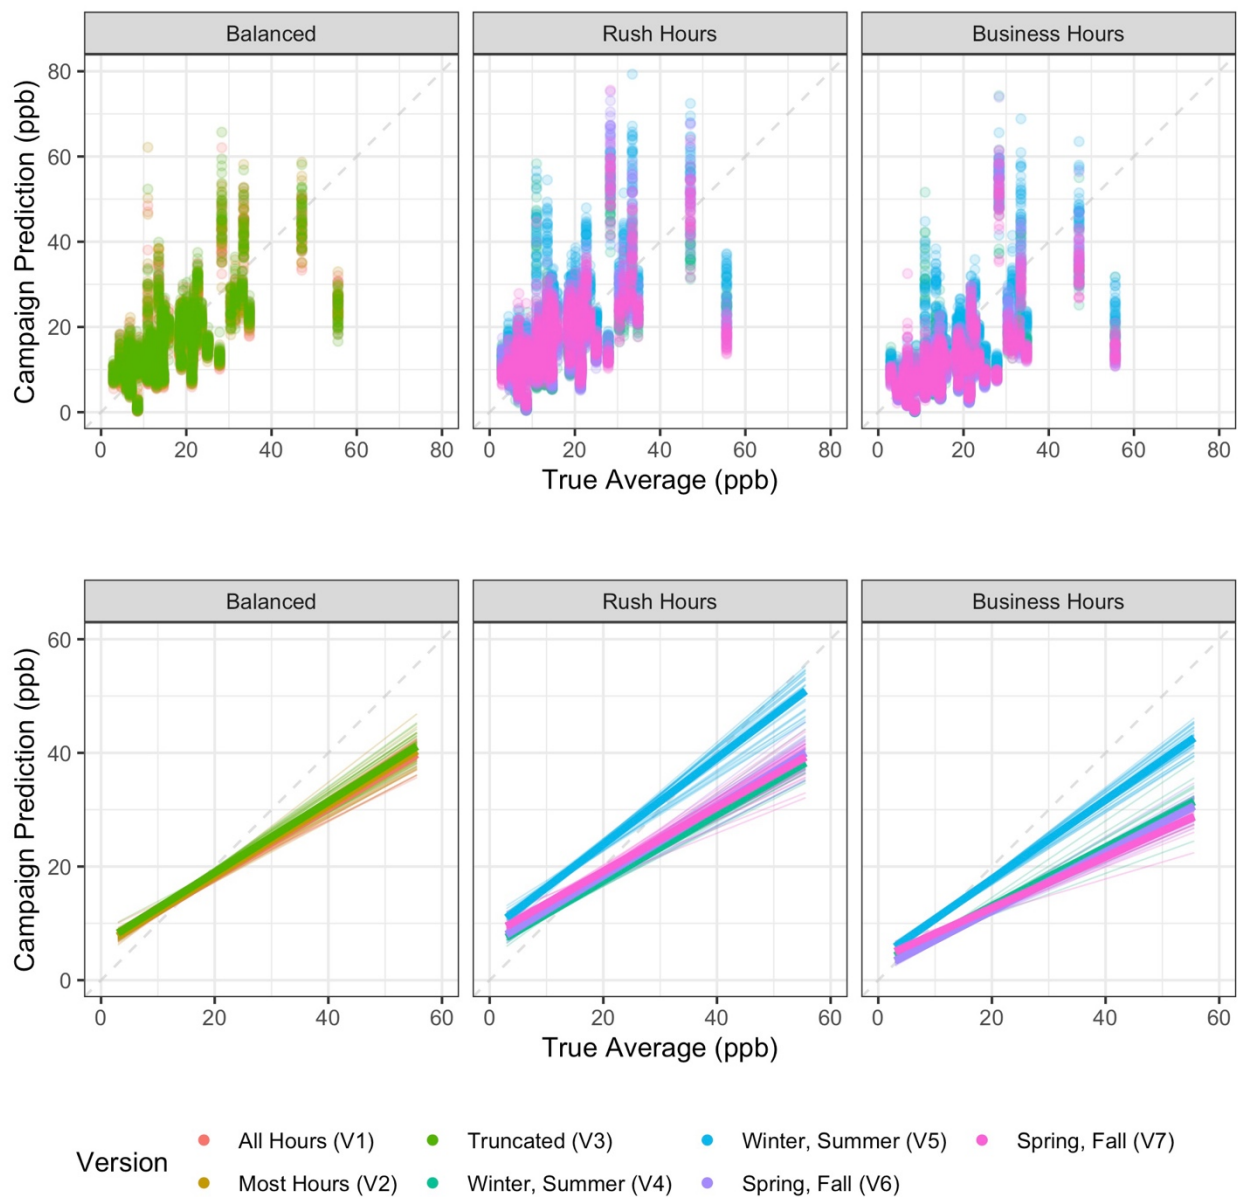 Balanced Rush Hours Business Hours
Campaign Prediction (ppb)
80
60
40
20
0
0 20 40 60 80 0 20 40 60 80 0 20 40 60 80
True Average (ppb)
Balanced Rush Hours Business Hours
Campaign Prediction (ppb)
60
40
20
0
0 20 40 60 0 20 40 60 0 20 40 60
True Average (ppb)
Version
All Hours (V1) Truncated (V3) Winter, Summer (V5) Spring, Fall (V7)
Most Hours (V2) Winter, Summer (V4) Spring, Fall (V6)